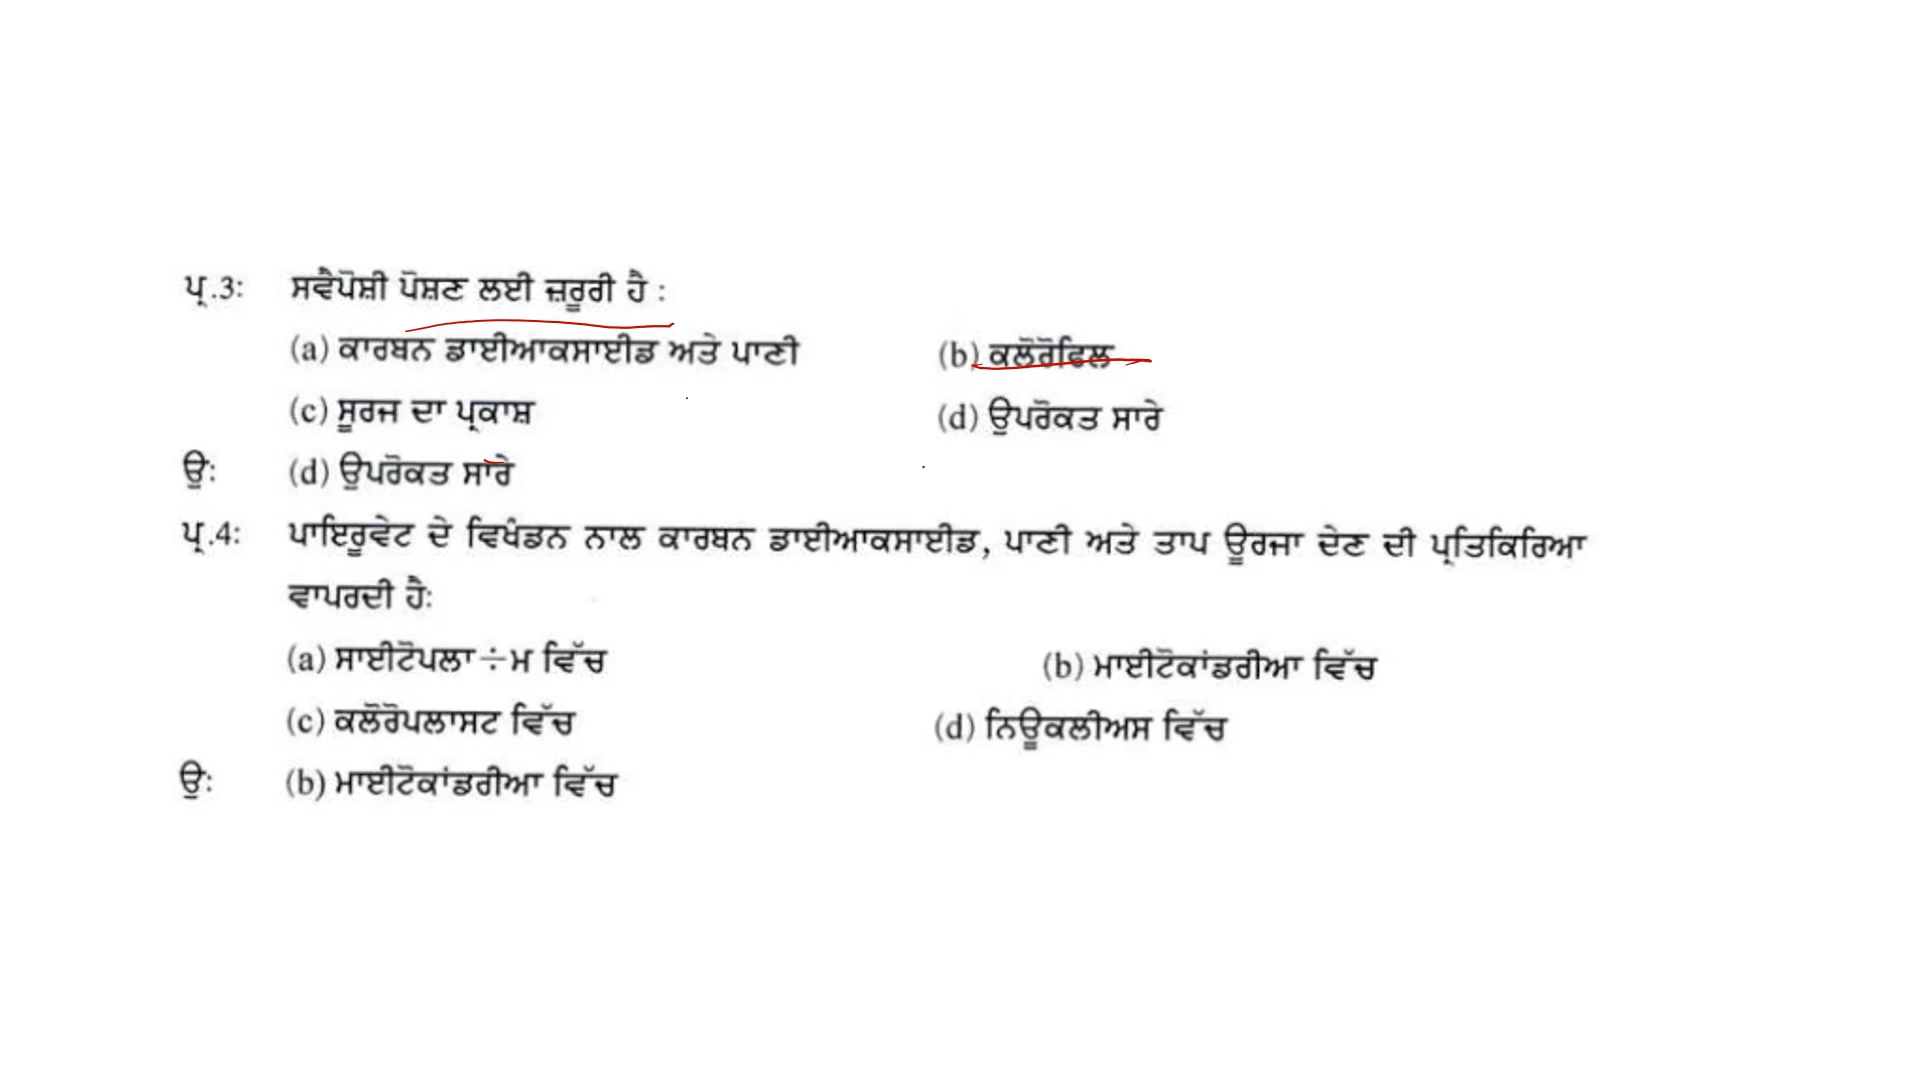 ਪ੍ਰ.3: ਸਵੈਪੋਸ਼ੀ ਪੋਸ਼ਣ ਲਈ ਜ਼ਰੂਰੀ ਹੈ :
(a) ਕਾਰਬਨ ਡਾਈਆਕਸਾਈਡ ਅਤੇ ਪਾਣੀ (b) ਕਲੋਰੋਫਿਲ
(c) ਸੂਰਜ ਦਾ ਪ੍ਰਕਾਸ਼ (d) ਉਪਰੋਕਤ ਸਾਰੇ
ਉ: (d) ਉਪਰੋਕਤ ਸਾਰੇ
ਪ੍ਰ.4: ਪਾਇਰੂਵੇਟ ਦੇ ਵਿਖੰਡਨ ਨਾਲ ਕਾਰਬਨ ਡਾਈਆਕਸਾਈਡ, ਪਾਣੀ ਅਤੇ ਤਾਪ ਊਰਜਾ ਦੇਣ ਦੀ ਪ੍ਰਤਿਕਿਰਿਆ
ਵਾਪਰਦੀ ਹੈ:
(a) ਸਾਈਟੋਪਲਾ÷ਮ ਵਿੱਚ (b) ਮਾਈਟੋਕਾਂਡਰੀਆ ਵਿੱਚ
(c) ਕਲੋਰੋਪਲਾਸਟ ਵਿੱਚ (d) ਨਿਊਕਲੀਅਸ ਵਿੱਚ
ਉ: (b) ਮਾਈਟੋਕਾਂਡਰੀਆ ਵਿੱਚ